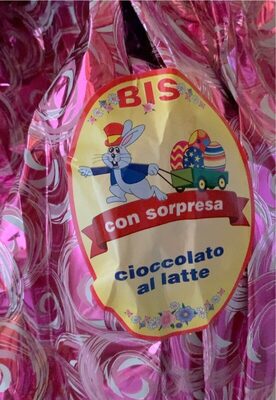 BIS
con sorpresa
cioccolato
al latte